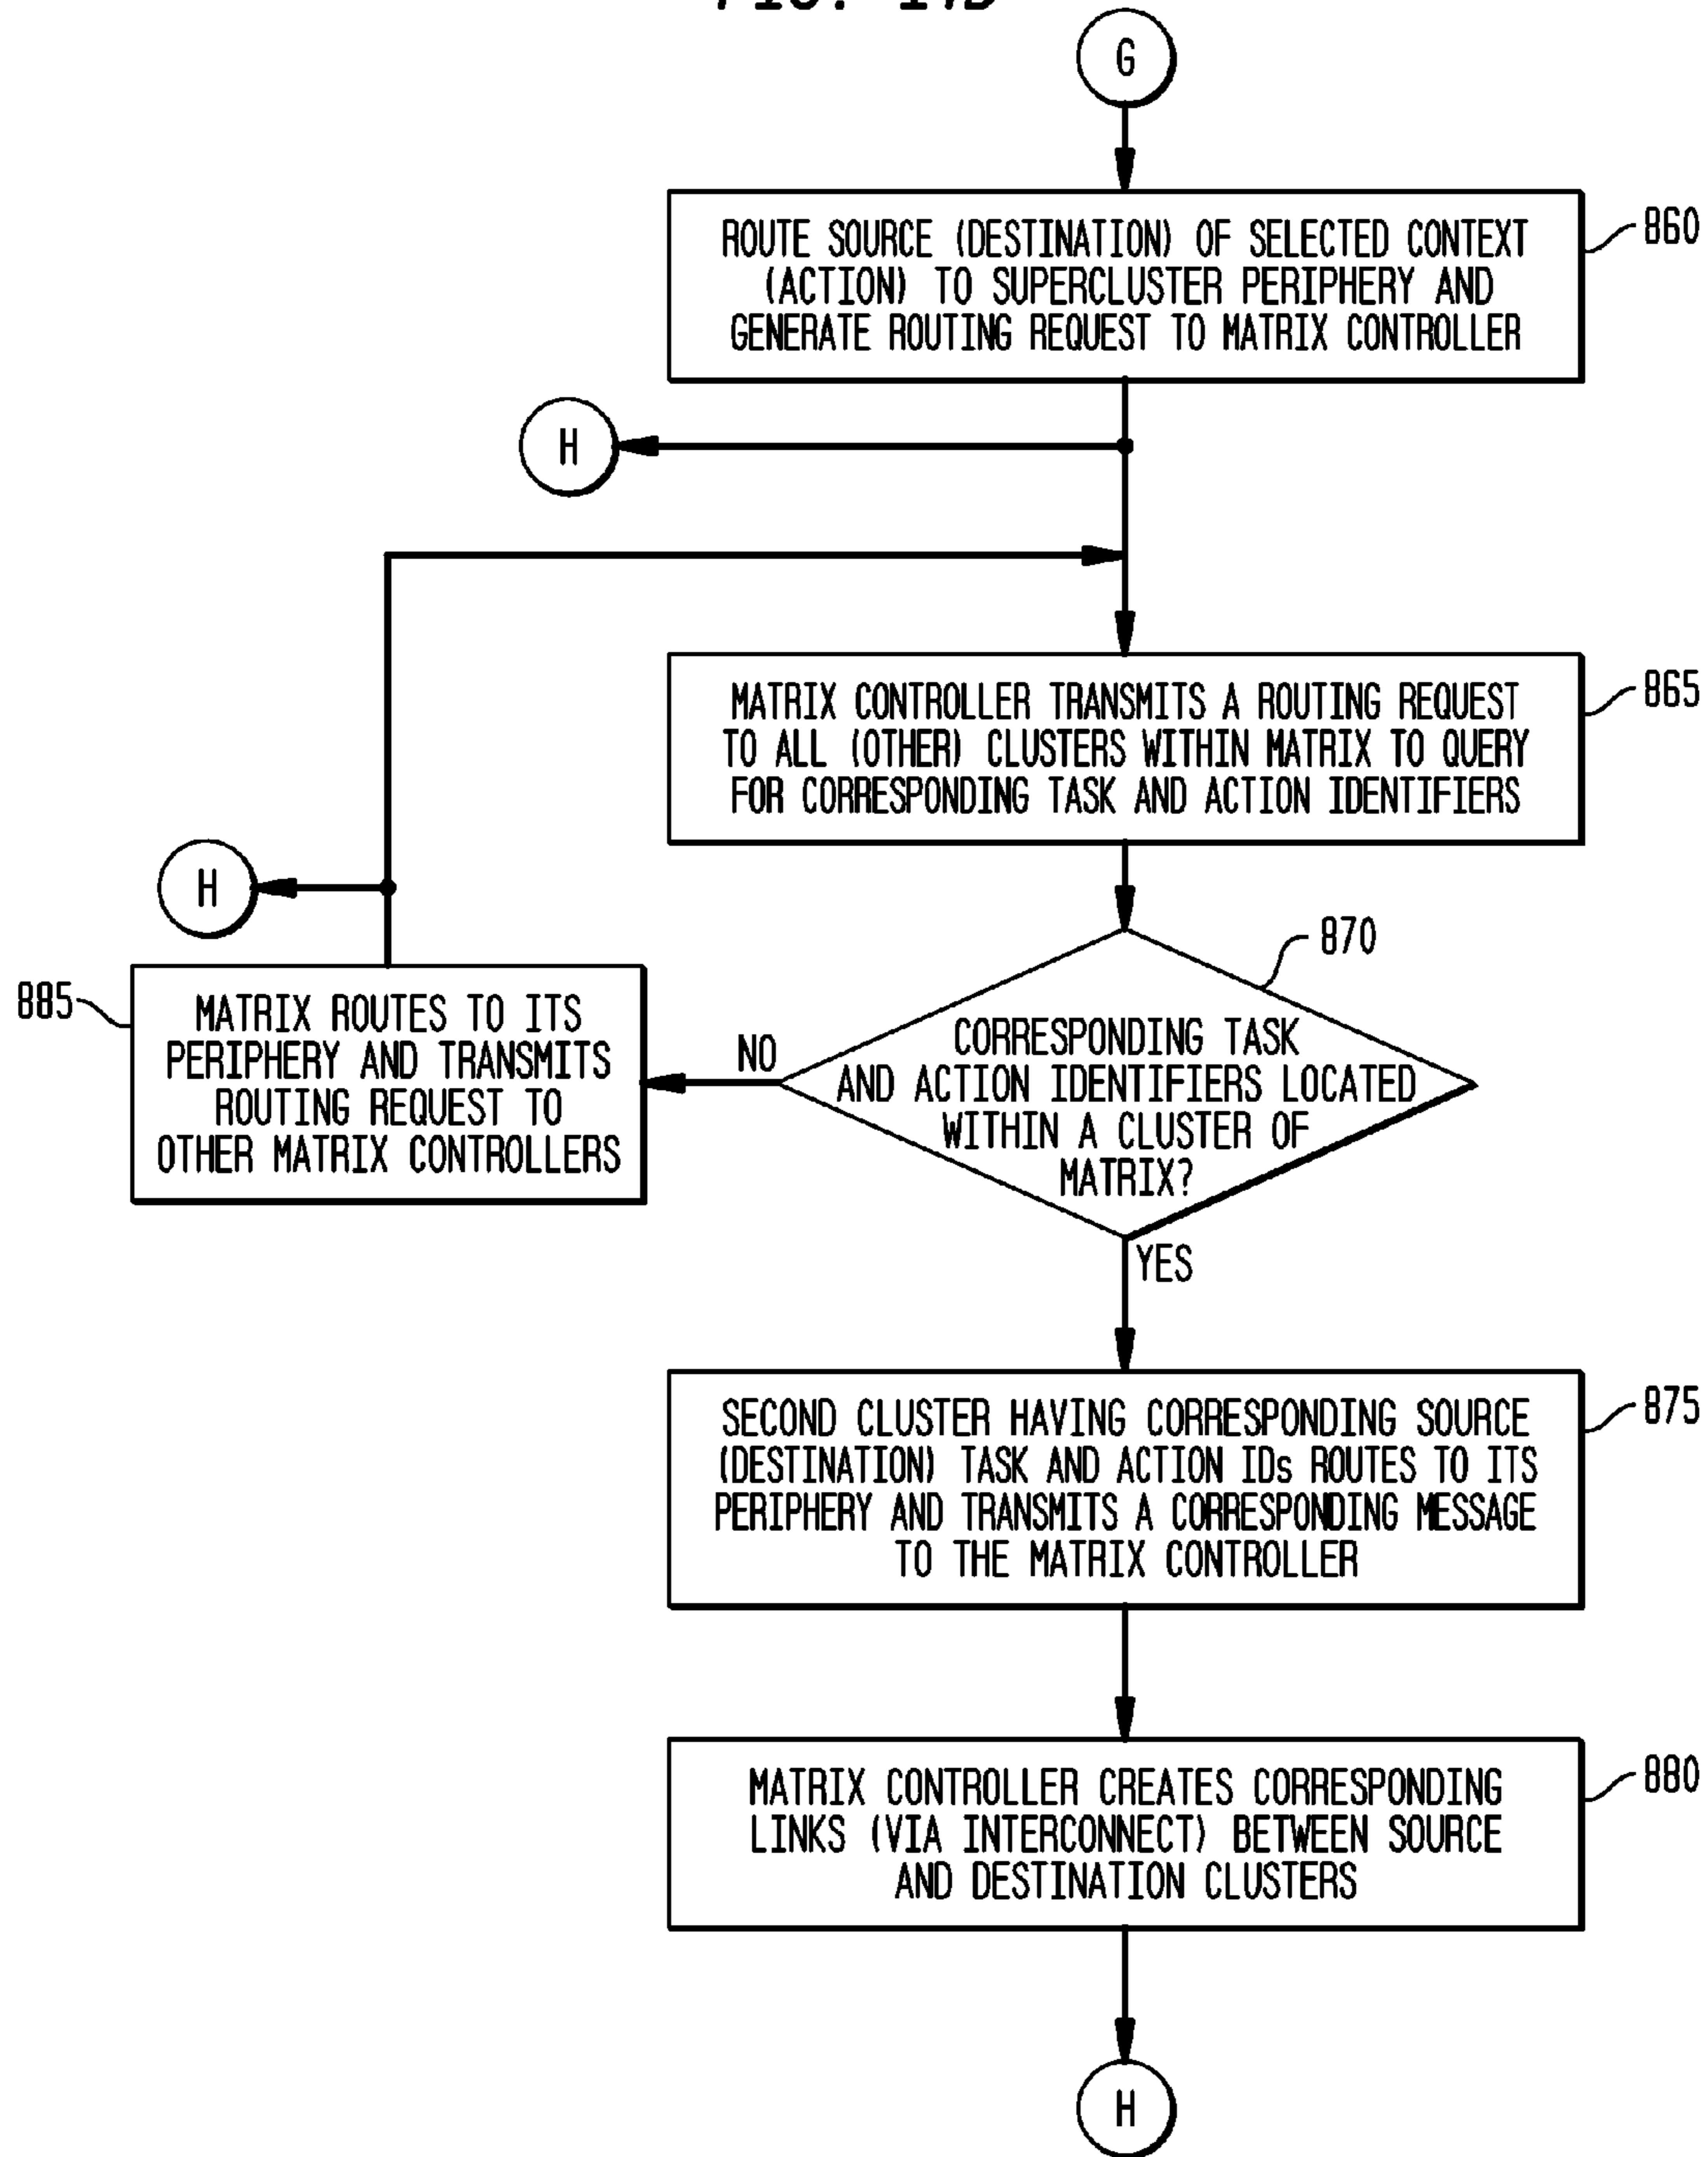 G
ROUTE SOURCE (DESTINATION) OF SELECTED CONTEXT
(ACTION) TO SUPERCLUSTER PERIPHERY AND
GENERATE ROUTING REQUEST TO MATRIX CONTROLLER
860
H
MATRIX CONTROLLER TRANSMITS A ROUTING REQUEST
TO ALL (OTHER) CLUSTERS WITHIN MATRIX TO QUERY
FOR CORRESPONDING TASK AND ACTION IDENTIFIERS
865
H
870
885
MATRIX ROUTES TO ITS
PERIPHERY AND TRANSMITS
ROUTING REQUEST TO
OTHER MATRIX CONTROLLERS
NO
CORRESPONDING TASK
AND ACTION IDENTIFIERS LOCATED
WITHIN A CLUSTER OF
MATRIX?
YES
SECOND CLUSTER HAVING CORRESPONDING SOURCE
(DESTINATION) TASK AND ACTION IDs ROUTES TO ITS
PERIPHERY AND TRANSMITS A CORRESPONDING MESSAGE
TO THE MATRIX CONTROLLER
875
MATRIX CONTROLLER CREATES CORRESPONDING
LINKS (VIA INTERCONNECT) BETWEEN SOURCE
AND DESTINATION CLUSTERS
880
H